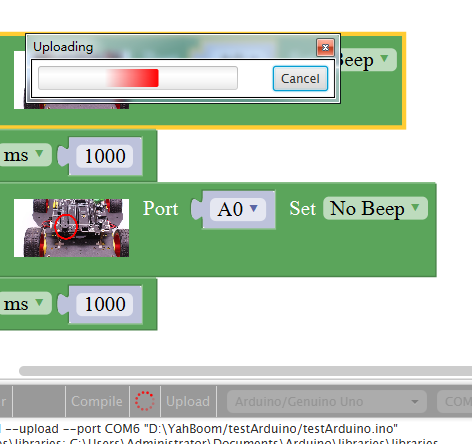 Uploading
Cancel
Beep
ms 1000
Port A0 Set No Beep
ms 1000
r Compile Upload Arduino/Genuino Uno COM
--upload --port COM6 "D:\YahBoom/testArduino/testArduino.ino"
libraries: C:\Users\Administrator\Documents\Arduino\libraries\libraries